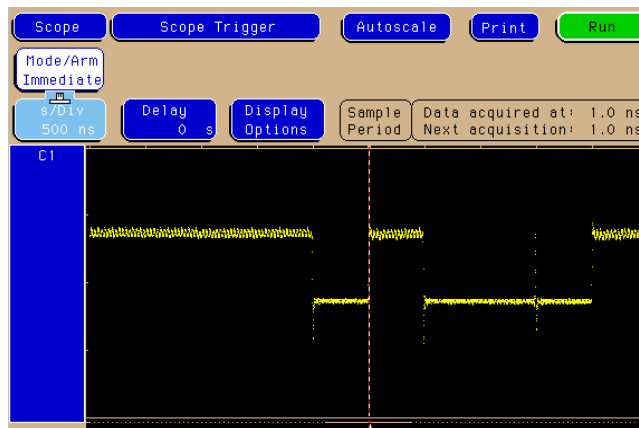 Scope Scope Trigger Autoscale Print Run
Mode/Arm
Immediate
s/Div Delay Display Sample Data acquired at: 1.0 ns
500 ns 0 s Options Period Next acquisition: 1.0 ns
C1